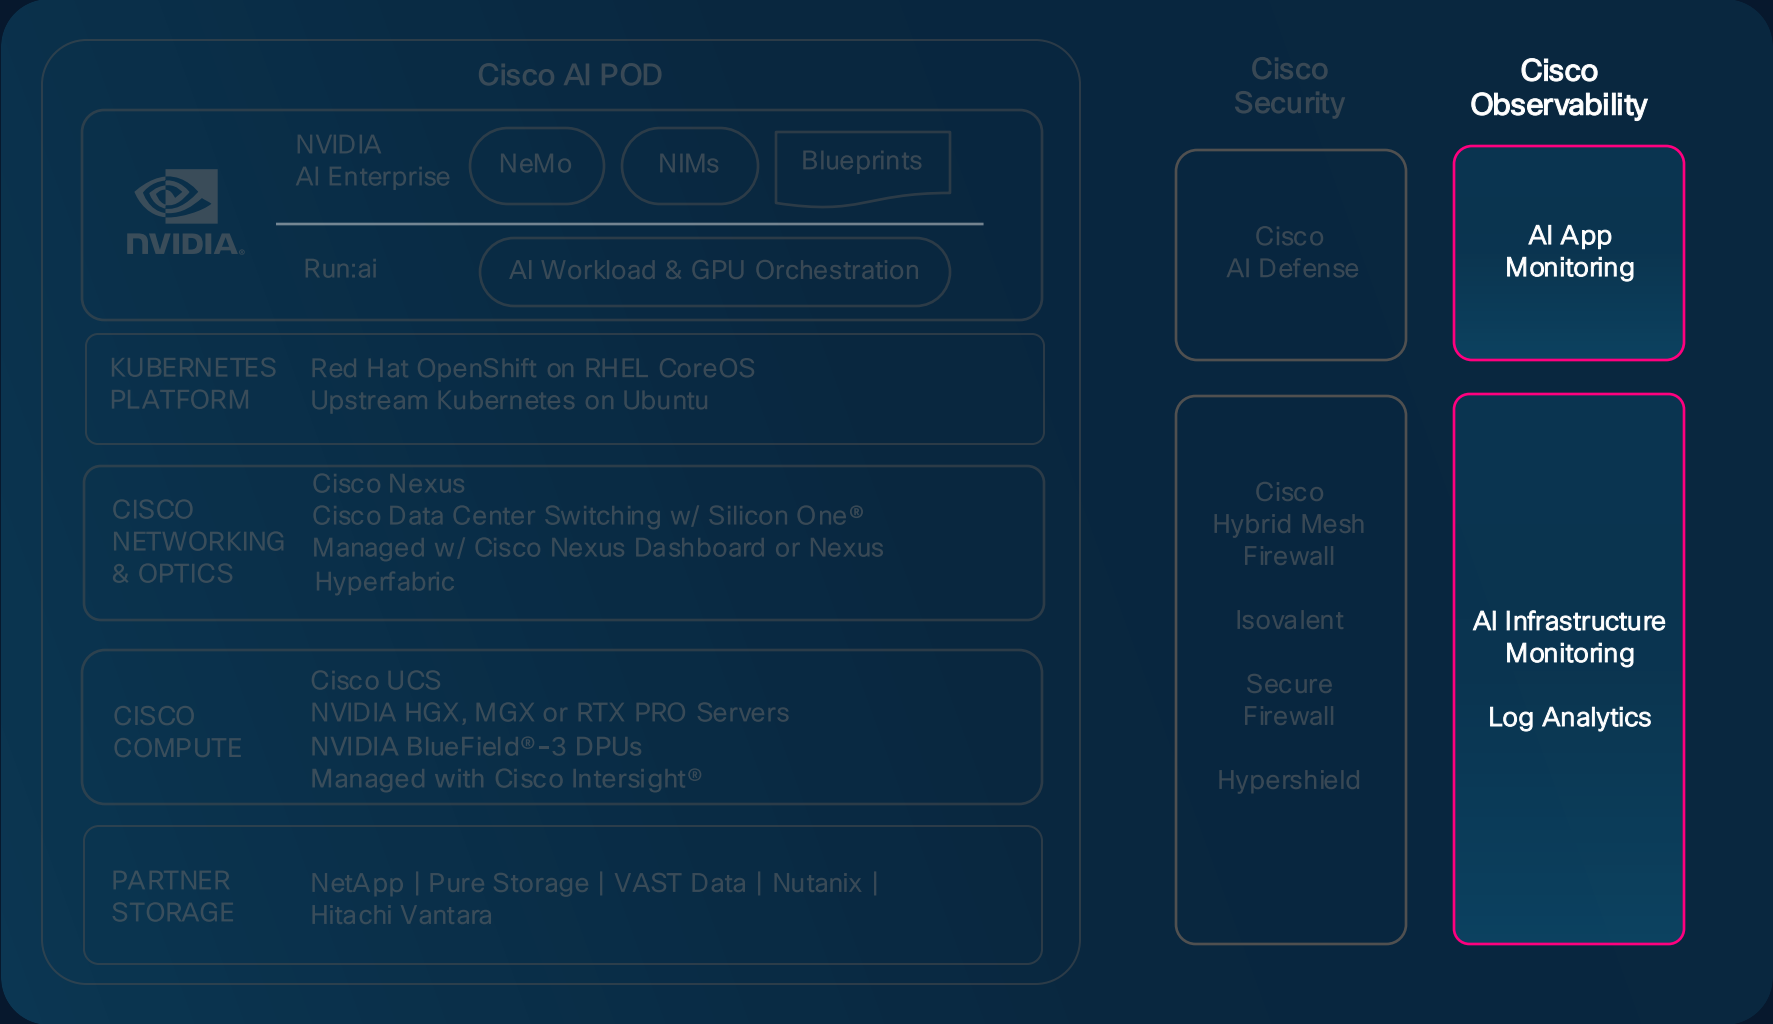 Cisco AI POD
NVIDIA
AI Enterprise
NeMo
NIMs
Blueprints
NVIDIA.
Run:ai
AI Workload & GPU Orchestration
KUBERNETES
PLATFORM
Red Hat OpenShift on RHEL CoreOS
Upstream Kubernetes on Ubuntu
CISCO
NETWORKING
& OPTICS
Cisco Nexus
Cisco Data Center Switching w/ Silicon One®
Managed w/ Cisco Nexus Dashboard or Nexus
Hyperfabric
CISCO
COMPUTE
Cisco UCS
NVIDIA HGX, MGX or RTX PRO Servers
NVIDIA BlueField®-3 DPUs
Managed with Cisco Intersight®
PARTNER
STORAGE
NetApp | Pure Storage | VAST Data | Nutanix |
Hitachi Vantara
Cisco
Security
Cisco
AI Defense
Cisco
Hybrid Mesh
Firewall
Isovalent
Secure
Firewall
Hypershield
Cisco
Observability
AI App
Monitoring
AI Infrastructure
Monitoring
Log Analytics